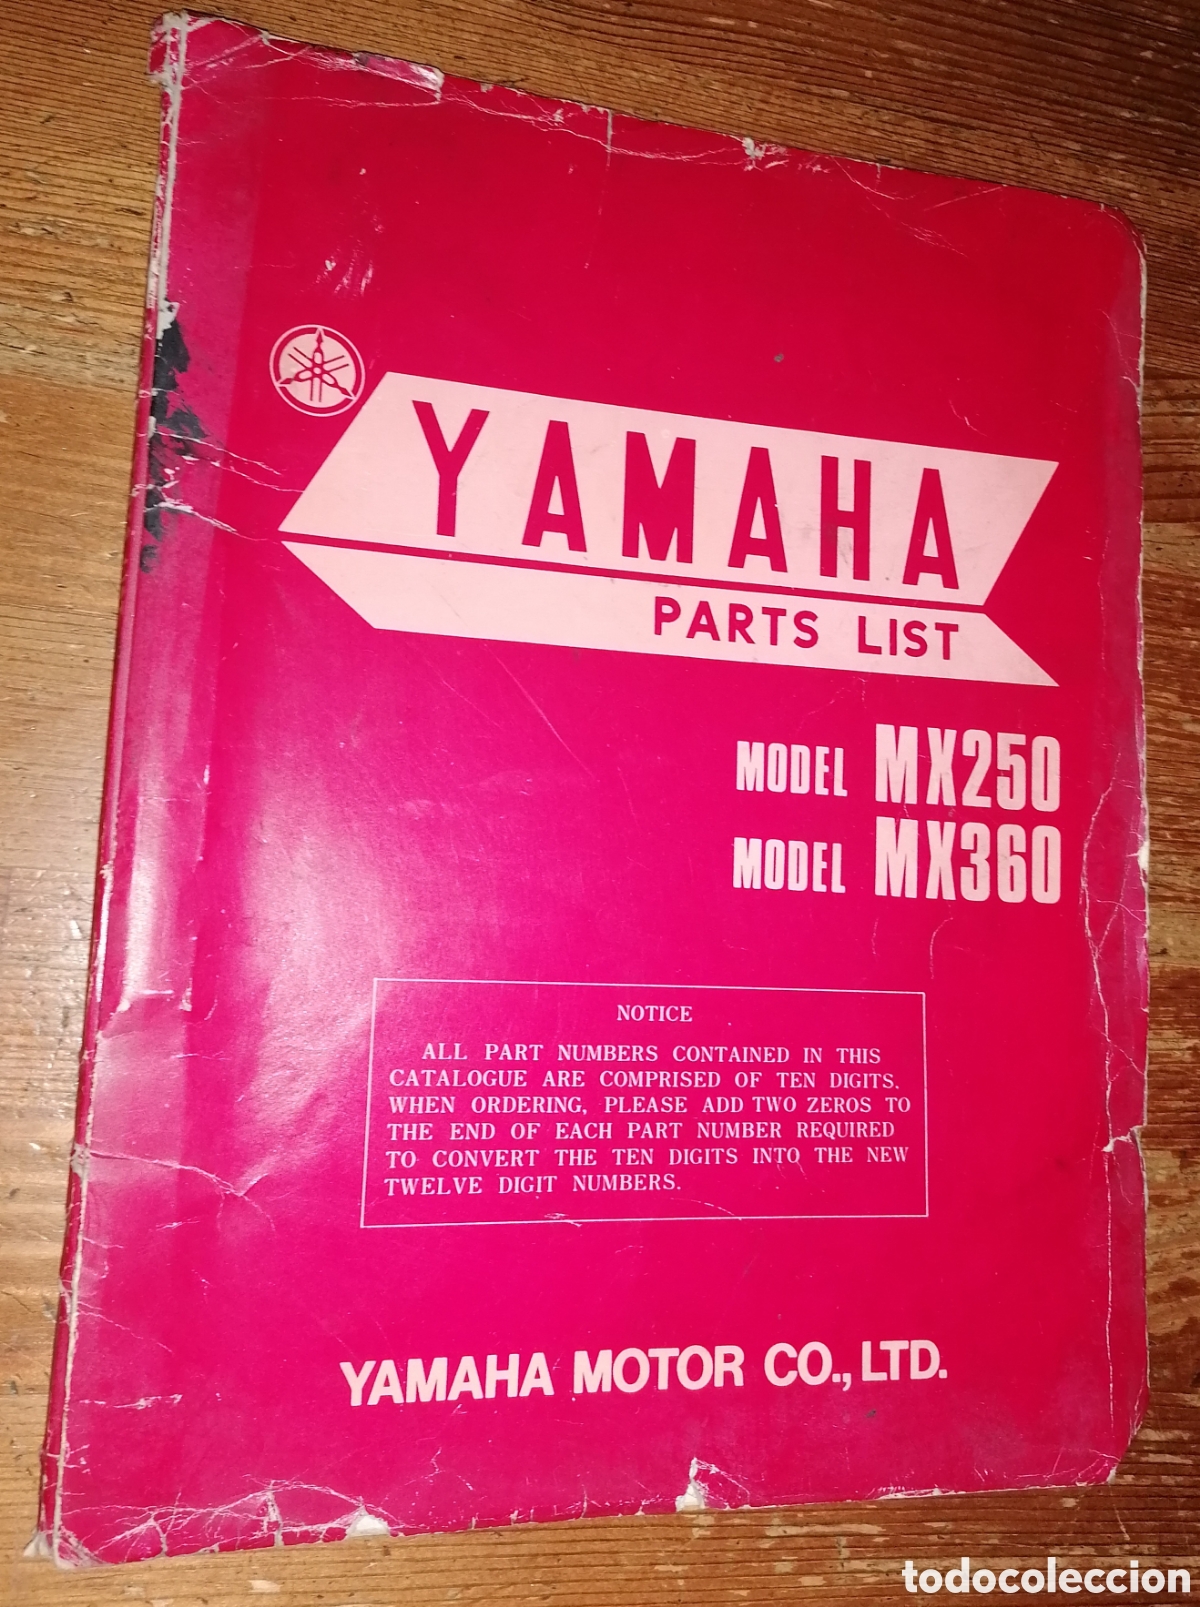 YAMAHA
PARTS LIST
MODEL MX250
MODEL MX360
NOTICE
ALL PART NUMBERS CONTAINED IN THIS
CATALOGUE ARE COMPRISED OF TEN DIGITS.
WHEN ORDERING, PLEASE ADD TWO ZEROS TO
THE END OF EACH PART NUMBER REQUIRED
TO CONVERT THE TEN DIGITS INTO THE NEW
TWELVE DIGIT NUMBERS.
YAMAHA MOTOR CO., LTD.
todocoleccion